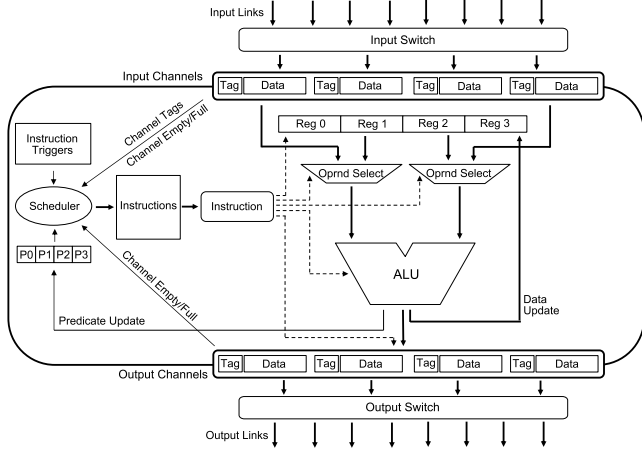 Input Links
Input Switch
Input Channels
Tag Data Tag Data Tag Data Tag Data
Channel Tags
Channel Empty/Full
Reg 0 Reg 1 Reg 2 Reg 3
Instruction
Triggers
Oprnd Select Oprnd Select
Scheduler
Instructions
Instruction
P0 P1 P2 P3
Channel Empty/Full
ALU
Data
Update
Predicate Update
Output Channels
Tag Data Tag Data Tag Data Tag Data
Output Switch
Output Links